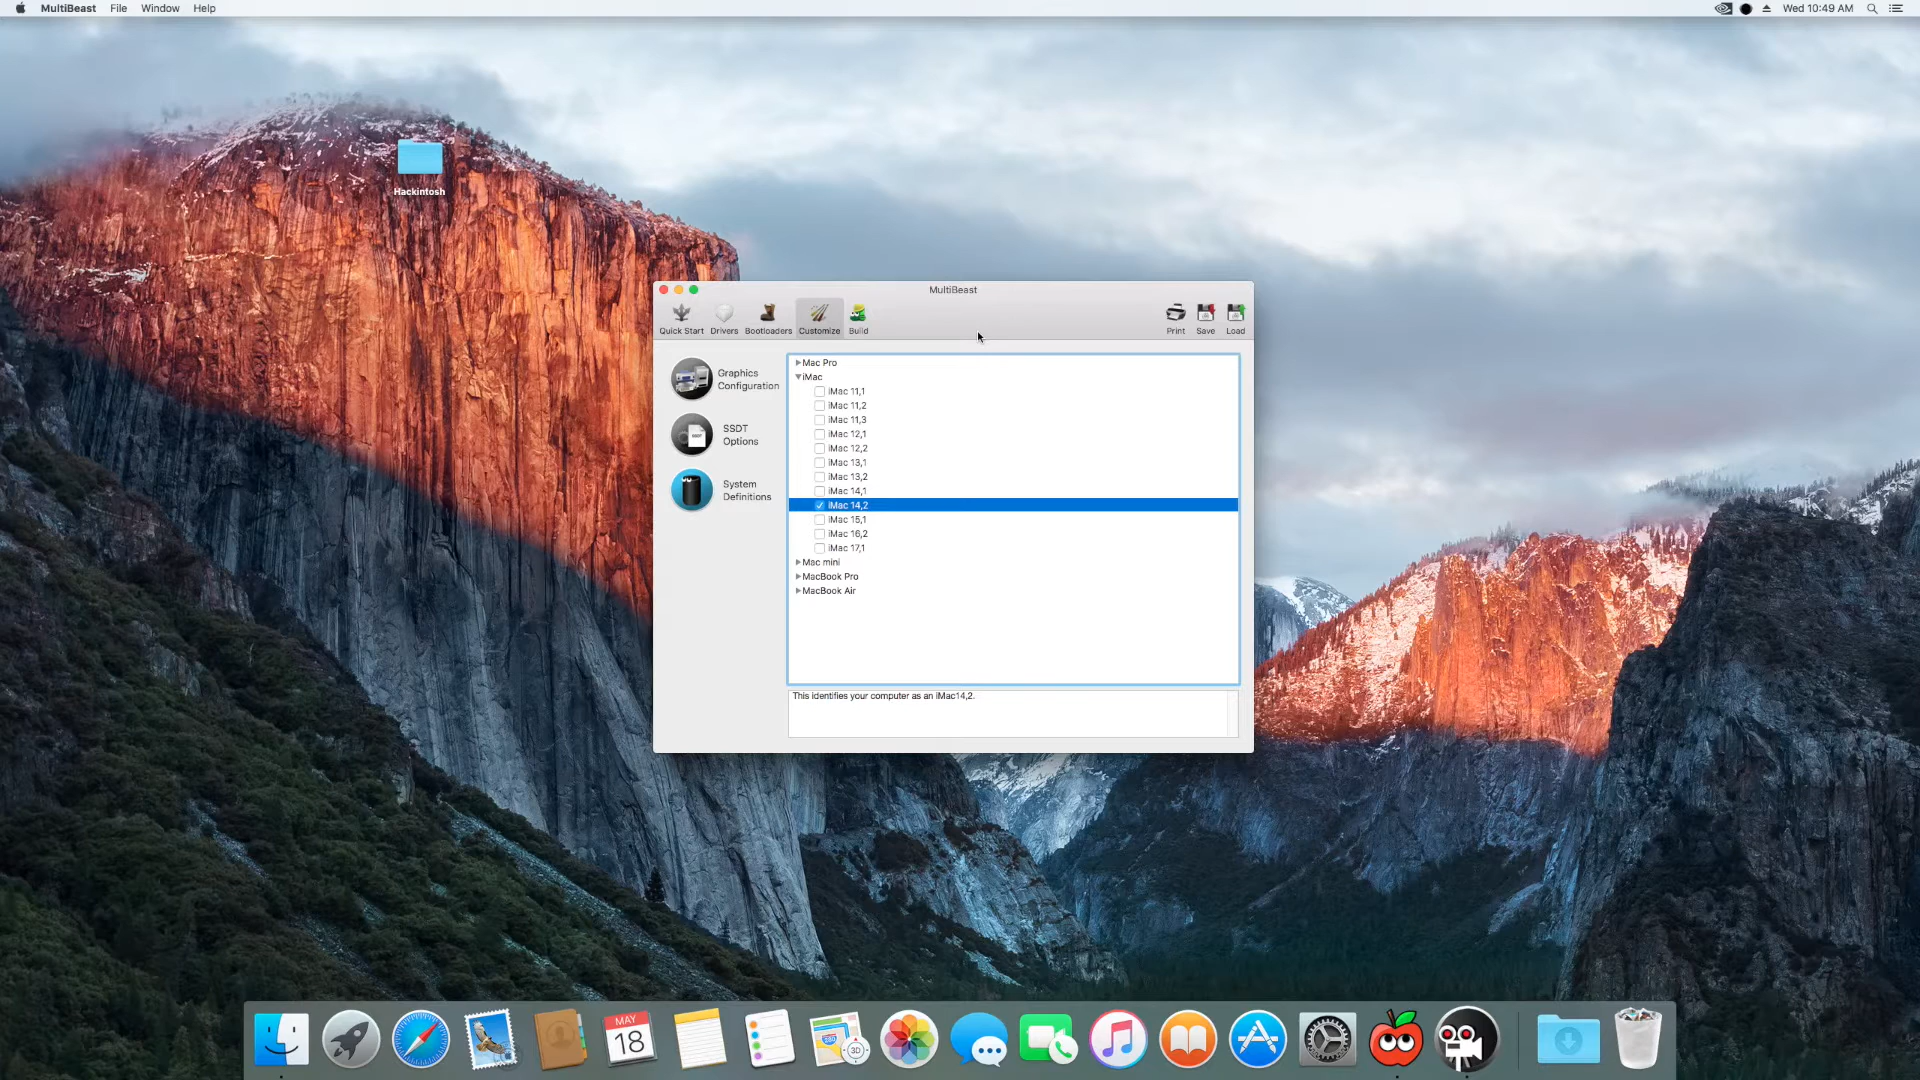 MultiBeast File Window Help
Wed 10:49 AM
Hackintosh
MultiBeast
Quick Start Drivers Bootloaders Customize Build
Print Save Load
Graphics
Configuration
SSDT
Options
System
Definitions
Mac Pro
iMac
iMac 11,1
iMac 11,2
iMac 11,3
iMac 12,1
iMac 12,2
iMac 13,1
iMac 13,2
iMac 14,1
iMac 14,2
iMac 15,1
iMac 16,2
iMac 17,1
Mac mini
MacBook Pro
MacBook Air
This identifies your computer as an iMac14,2.
MAY
18
3D